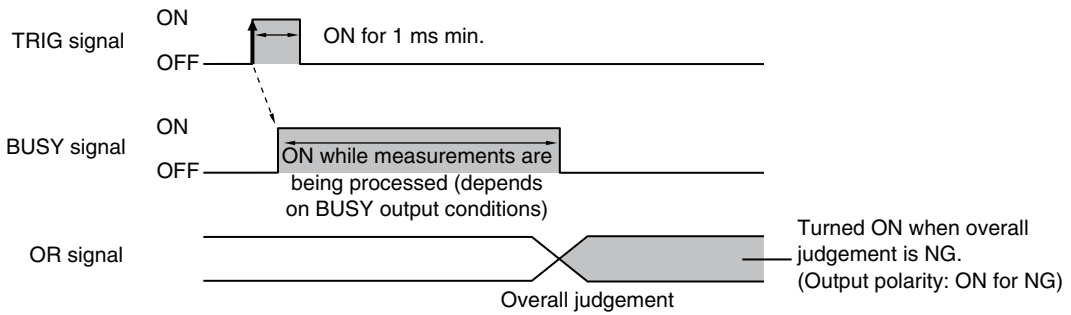 ON
TRIG signal
ON for 1 ms min.
OFF
ON
BUSY signal
OFF
ON while measurements are
being processed (depends
on BUSY output conditions)
OR signal
Turned ON when overall
judgement is NG.
(Output polarity: ON for NG)
Overall judgement